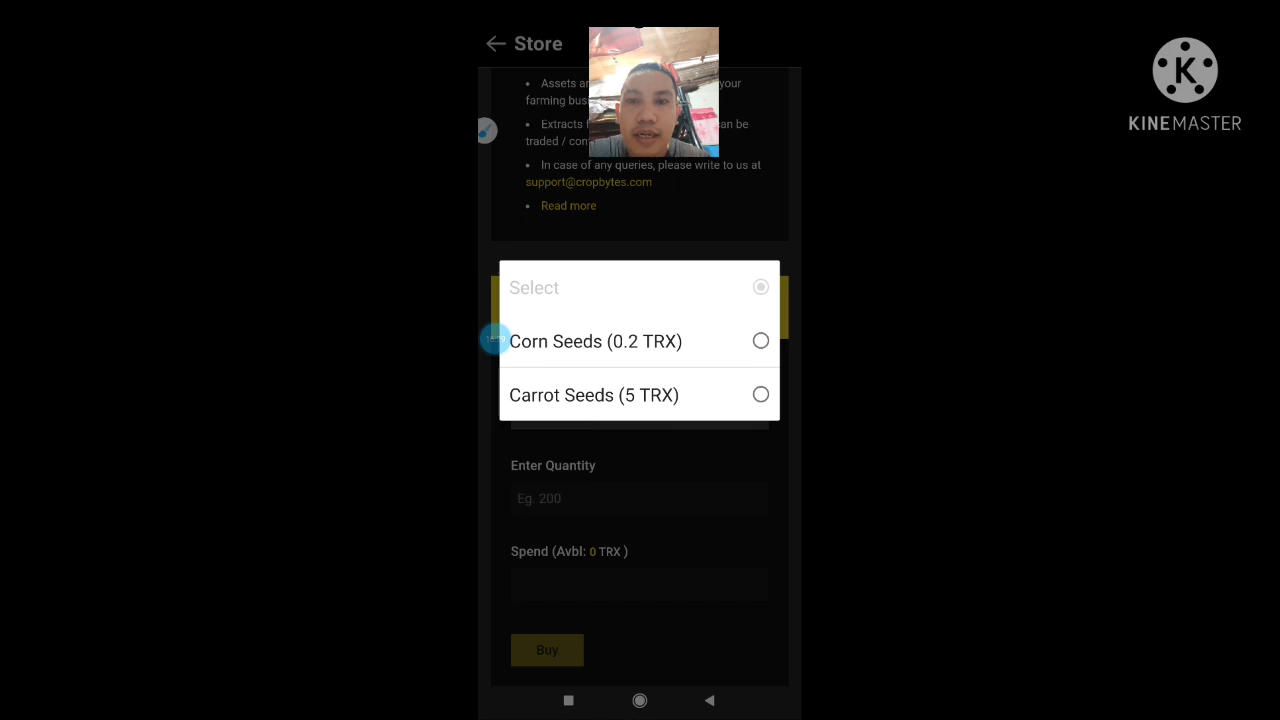 Store
Assets ar your
farming bus
Extracts can be
traded / con
In case of any queries, please write to us at
support@cropbytes.com
Read more
Select
Corn Seeds (0.2 TRX)
Carrot Seeds (5 TRX)
Enter Quantity
Eg. 200
Spend (Avbl: 0 TRX )
Buy
K
KINEMASTER